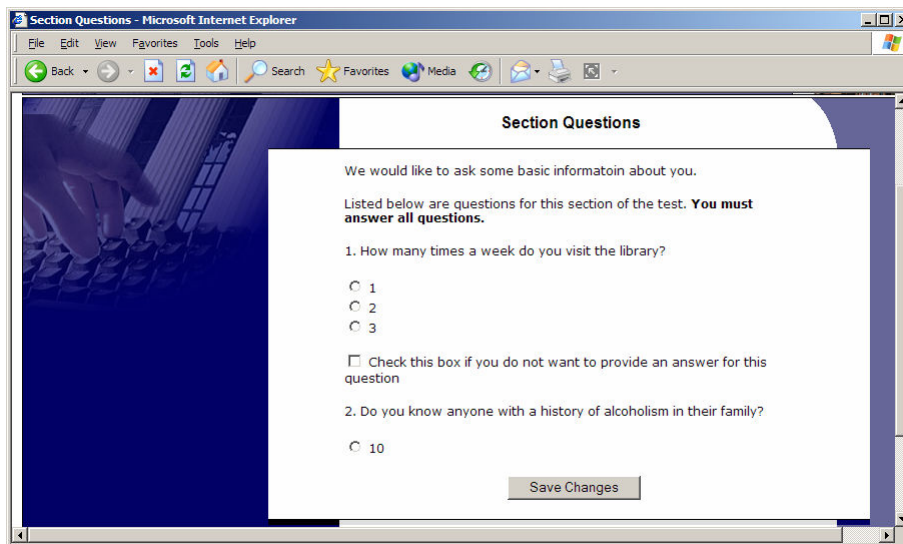 Section Questions - Microsoft Internet Explorer
File Edit View Favorites Tools Help
Back Search Favorites Media
Section Questions
We would like to ask some basic informatoin about you.
Listed below are questions for this section of the test. You must
answer all questions.
1. How many times a week do you visit the library?
1
2
3
Check this box if you do not want to provide an answer for this
question
2. Do you know anyone with a history of alcoholism in their family?
10
Save Changes